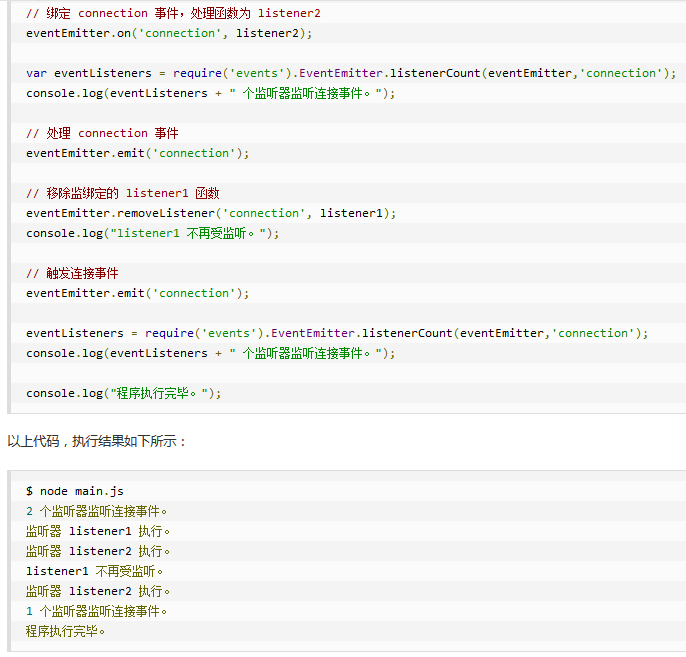 // 绑定 connection 事件，处理函数为 listener2
eventEmitter.on('connection', listener2);
var eventListeners = require('events').EventEmitter.listenerCount(eventEmitter,'connection');
console.log(eventListeners + " 个监听器监听连接事件。");
// 处理 connection 事件
eventEmitter.emit('connection');
// 移除监绑定的 listener1 函数
eventEmitter.removeListener('connection', listener1);
console.log("listener1 不再受监听。");
// 触发连接事件
eventEmitter.emit('connection');
eventListeners = require('events').EventEmitter.listenerCount(eventEmitter,'connection');
console.log(eventListeners + " 个监听器监听连接事件。");
console.log("程序执行完毕。");
以上代码，执行结果如下所示：
$ node main.js
2 个监听器监听连接事件。
监听器 listener1 执行。
监听器 listener2 执行。
listener1 不再受监听。
监听器 listener2 执行。
1 个监听器监听连接事件。
程序执行完毕。